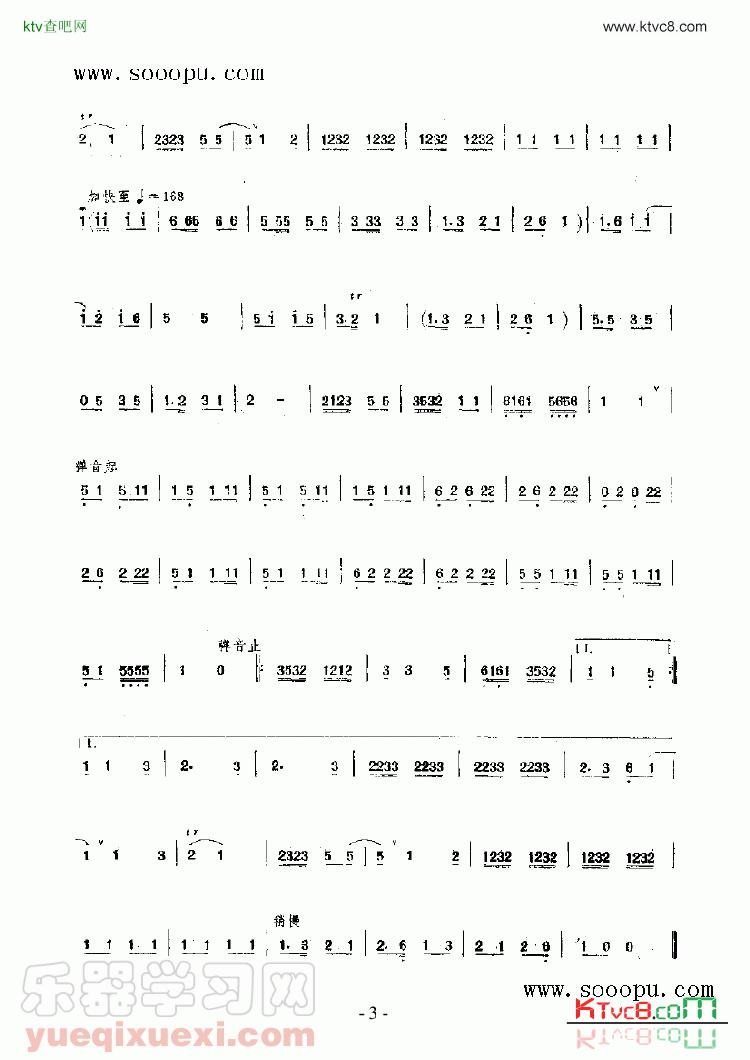 ktv查吧网 www.ktvc8.com
www.sooopu.com
tr
2. 1 | 2323 5 5 | 5 1 2 | 1232 1232 | 1232 1232 | 1 1 1 1 | 1 1 1 1 |
加快至 ♩=168
6 66 6 6 | 5 55 5 5 | 3 33 3 3 | 1.3 2 1 | 2 6 1 ) | 1.6 1 1
tr
1 2 1 6 | 5 5 | 5 1 1 5 | 3.2 1 | (1.3 2 1 | 2 6 1 ) | 5.5 3 5 |
0 5 3 5 | 1.2 3 1 | 2 - | 2123 5 5 | 3532 1 1 | 6161 5656 | 1 1 v |
弹音起
5 1 5 11 | 1 5 1 11 | 5 1 5 11 | 1 5 1 11 | 6 2 6 22 | 2 6 2 22 |
2 6 2 22 | 5 1 1 11 | 5 1 1 11 | 6 2 2 22 | 6 2 2 22 | 5 5 1 11 | 5 5 1 11 |
弹音止
5 1 5555 | 1 0 3532 1212 | 3 3 5 | 6161 3532 | 1 1 5
1 1 3 | 2. 3 | 2. 3 | 2233 2233 | 2233 2233 | 2. 3 6 1 |
tr
1 v 1 3 | 2 1 | 2323 5 5 | 5 v 1 2 | 1232 1232 | 1232 1232 |
稍慢
1 1 1 1 | 1 1 1 1 | 1. 3 2 1 | 2. 6 1 3 | 2. 1 2 6 | 1 0 0
www.sooopu.com
乐器学习网
- 3 -
KTvc8.com
yueqixuexi.com